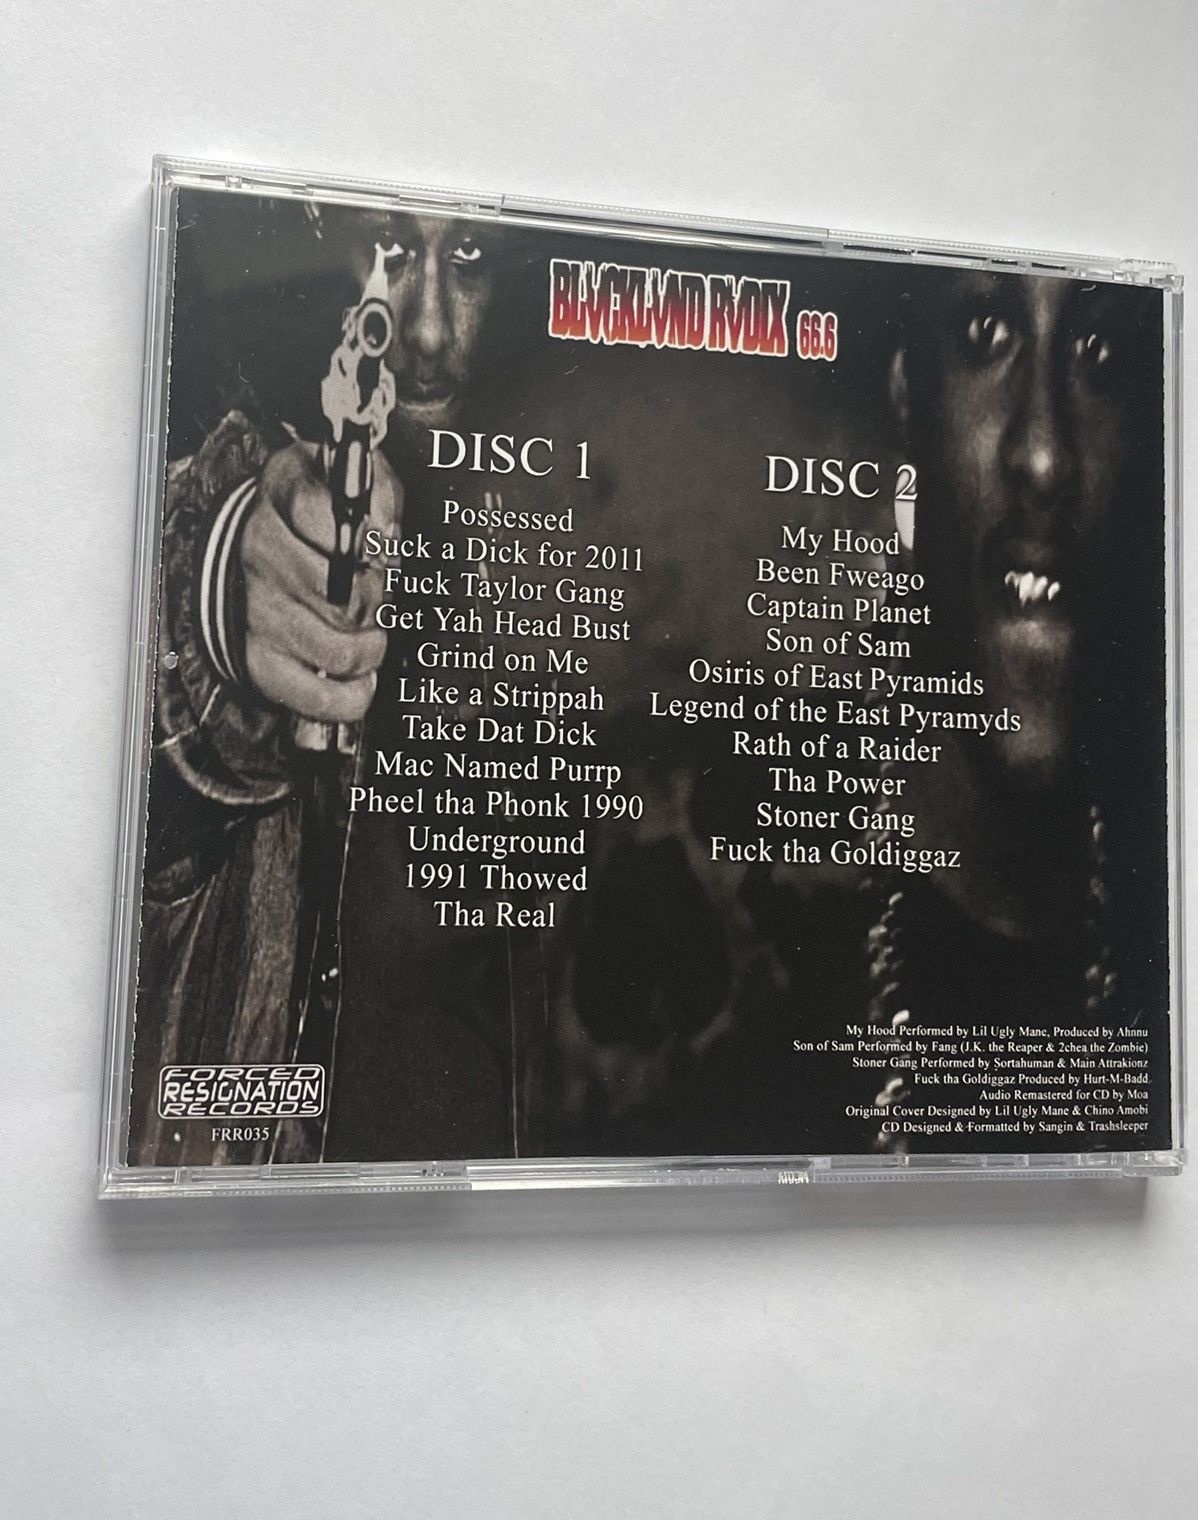 BLVCKLVND RVDIX 66.6
DISC 1
Possessed
Suck a Dick for 2011
Fuck Taylor Gang
Get Yah Head Bust
Grind on Me
Like a Strippah
Take Dat Dick
Mac Named Purrp
Pheel tha Phonk 1990
Underground
1991 Thowed
Tha Real
DISC 2
My Hood
Been Fweago
Captain Planet
Son of Sam
Osiris of East Pyramids
Legend of the East Pyramyds
Rath of a Raider
Tha Power
Stoner Gang
Fuck tha Goldiggaz
My Hood Performed by Lil Ugly Mane, Produced by Ahnnu
Son of Sam Performed by Fang (J.K. the Reaper & 2chea the Zombie)
Stoner Gang Performed by Sortahuman & Main Attrakionz
Fuck tha Goldiggaz Produced by Hurt-M-Badd
Audio Remastered for CD by Moa
Original Cover Designed by Lil Ugly Mane & Chino Amobi
CD Designed & Formatted by Sangin & Trashsleeper
FORCED
RESIGNATION
RECORDS
FRR035